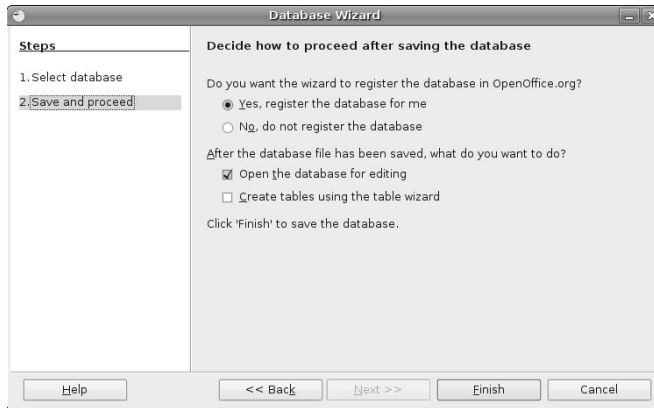 Database Wizard
Steps
1.Select database
2.Save and proceed
Decide how to proceed after saving the database
Do you want the wizard to register the database in OpenOffice.org?
Yes, register the database for me
No, do not register the database
After the database file has been saved, what do you want to do?
Open the database for editing
Create tables using the table wizard
Click 'Finish' to save the database.
Help
<< Back
Next >>
Finish
Cancel